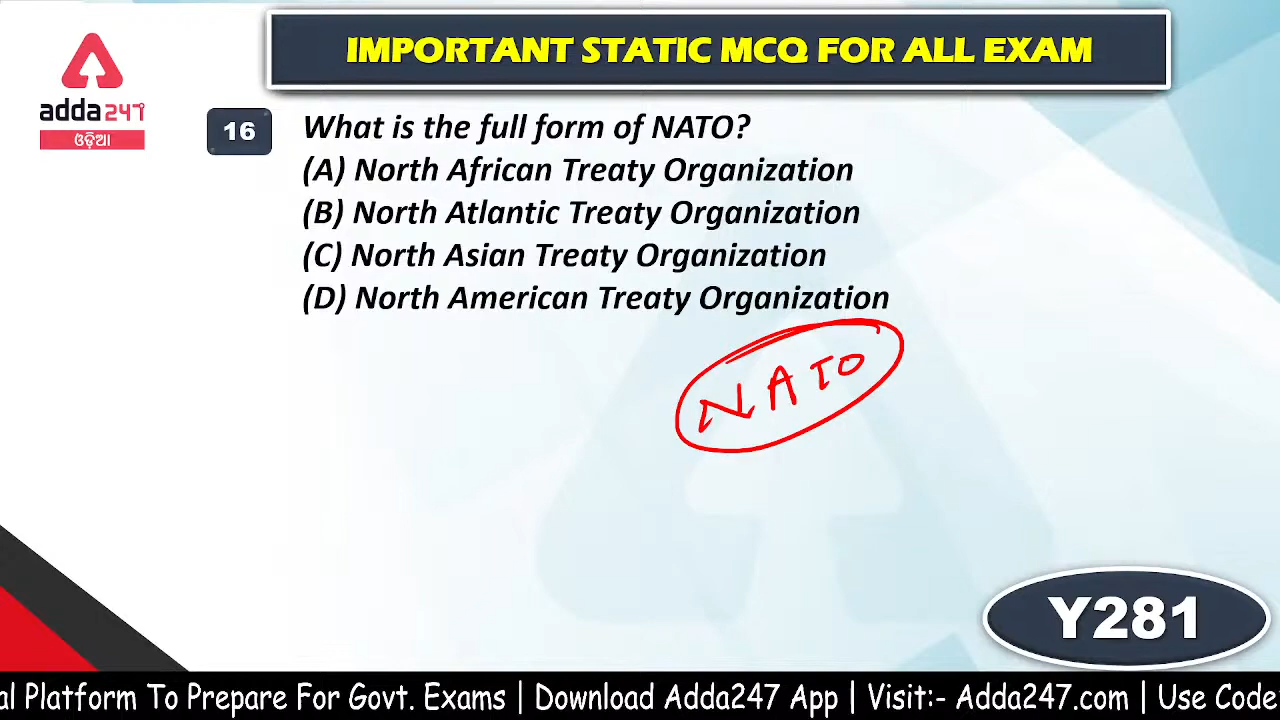 IMPORTANT STATIC MCQ FOR ALL EXAM
adda247
ଓଡ଼ିଆ
16
What is the full form of NATO?
(A) North African Treaty Organization
(B) North Atlantic Treaty Organization
(C) North Asian Treaty Organization
(D) North American Treaty Organization
NATO
Y281
al Platform To Prepare For Govt. Exams | Download Adda247 App | Visit:- Adda247.com | Use Code